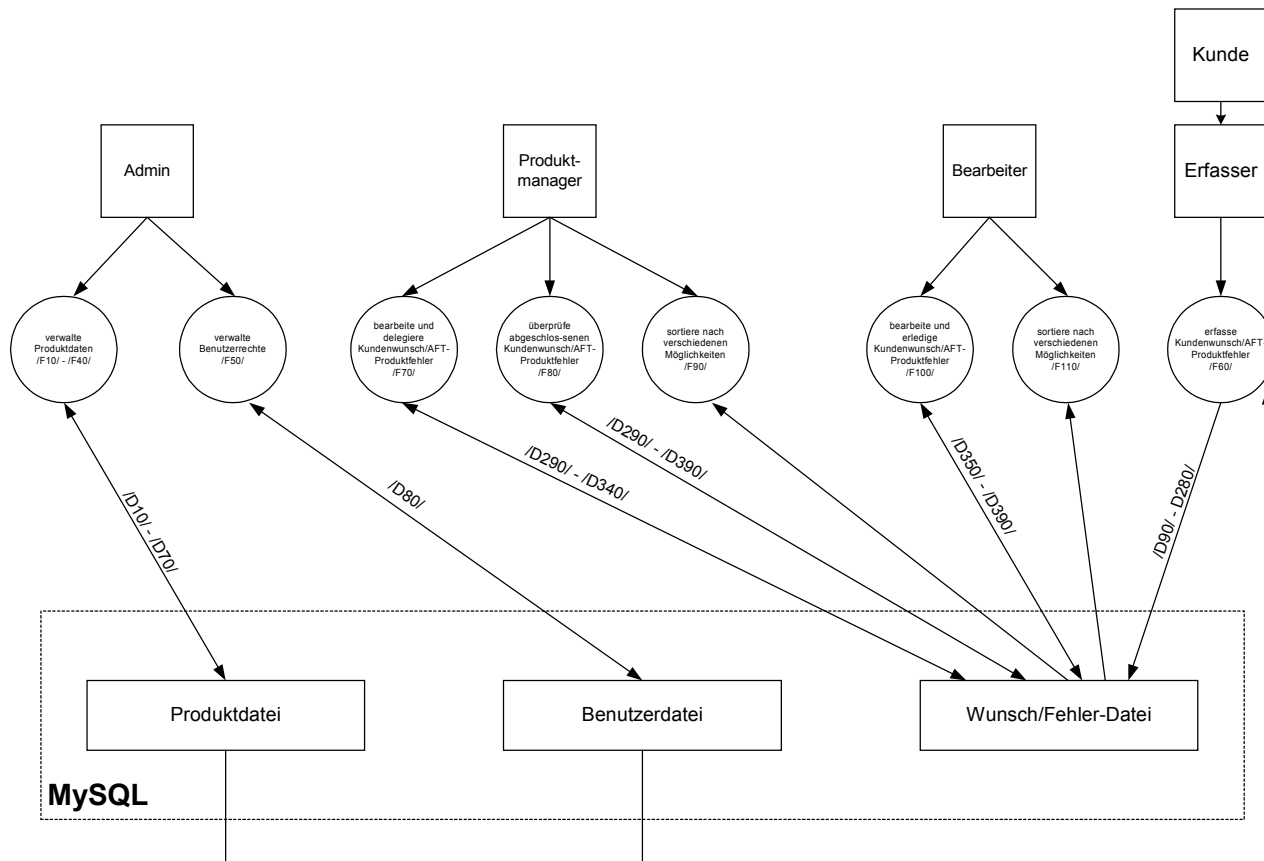 Kunde
Admin
Produkt-
manager
Bearbeiter
Erfasser
verwalte
Produktdaten
/F10/ - /F40/
verwalte
Benutzerrechte
/F50/
bearbeite und
delegiere
Kundenwunsch/AFT-
Produktfehler
/F70/
überprüfe
abgeschlos-senen
Kundenwunsch/AFT-
Produktfehler
/F80/
sortiere nach
verschiedenen
Möglichkeiten
/F90/
bearbeite und
erledige
Kundenwunsch/AFT-
Produktfehler
/F100/
sortiere nach
verschiedenen
Möglichkeiten
/F110/
erfasse
Kundenwunsch/AFT-
Produktfehler
/F60/
/D10/ - /D70/
/D80/
/D290/ - /D340/
/D290/ - /D390/
/D350/ - /D390/
/D90/ - D280/
Produktdatei
Benutzerdatei
Wunsch/Fehler-Datei
MySQL